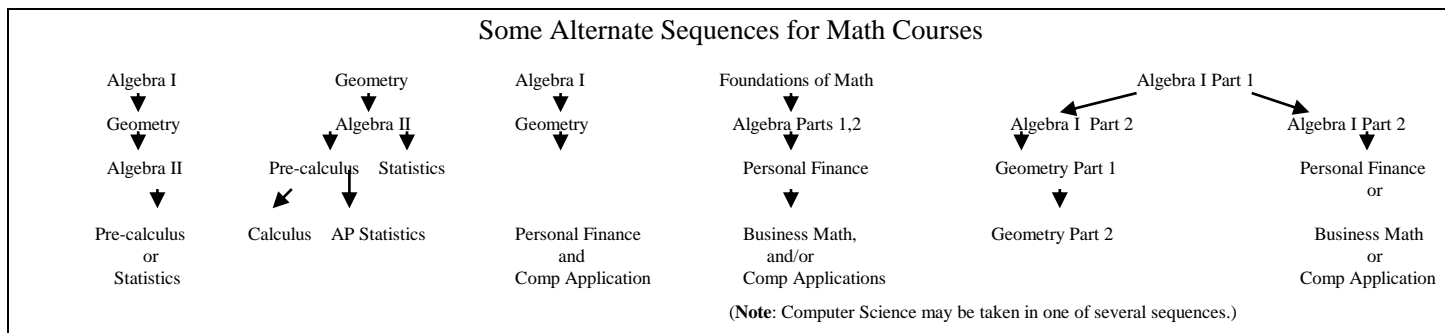 Some Alternate Sequences for Math Courses
Algebra I Geometry Algebra I Foundations of Math Algebra I Part 1
Geometry Algebra II Geometry Algebra Parts 1,2 Algebra I Part 2 Algebra I Part 2
Algebra II Pre-calculus Statistics Personal Finance Geometry Part 1 Personal Finance
or
Pre-calculus Calculus AP Statistics Personal Finance Business Math, Geometry Part 2 Business Math
or and and/or or
Statistics Comp Application Comp Applications Comp Application
(Note: Computer Science may be taken in one of several sequences.)